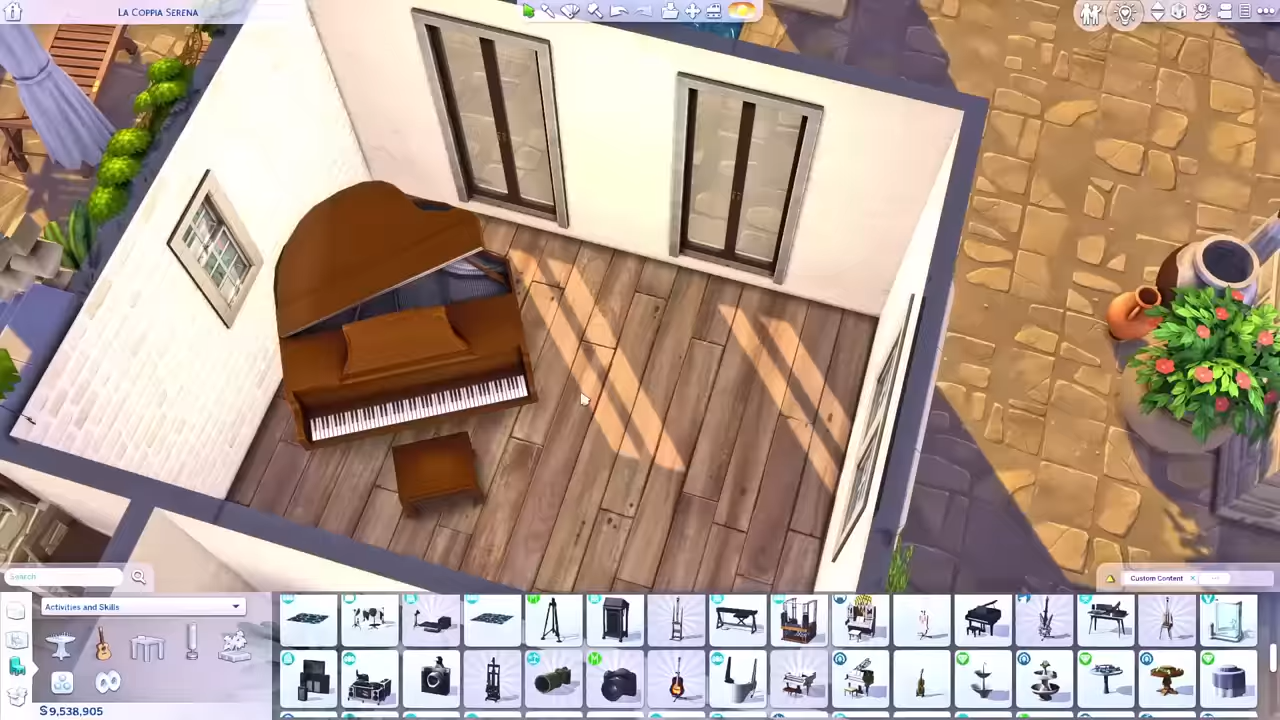 LA COPPIA SERENA
Search
Custom Content
Activities and Skills
$9,538,905